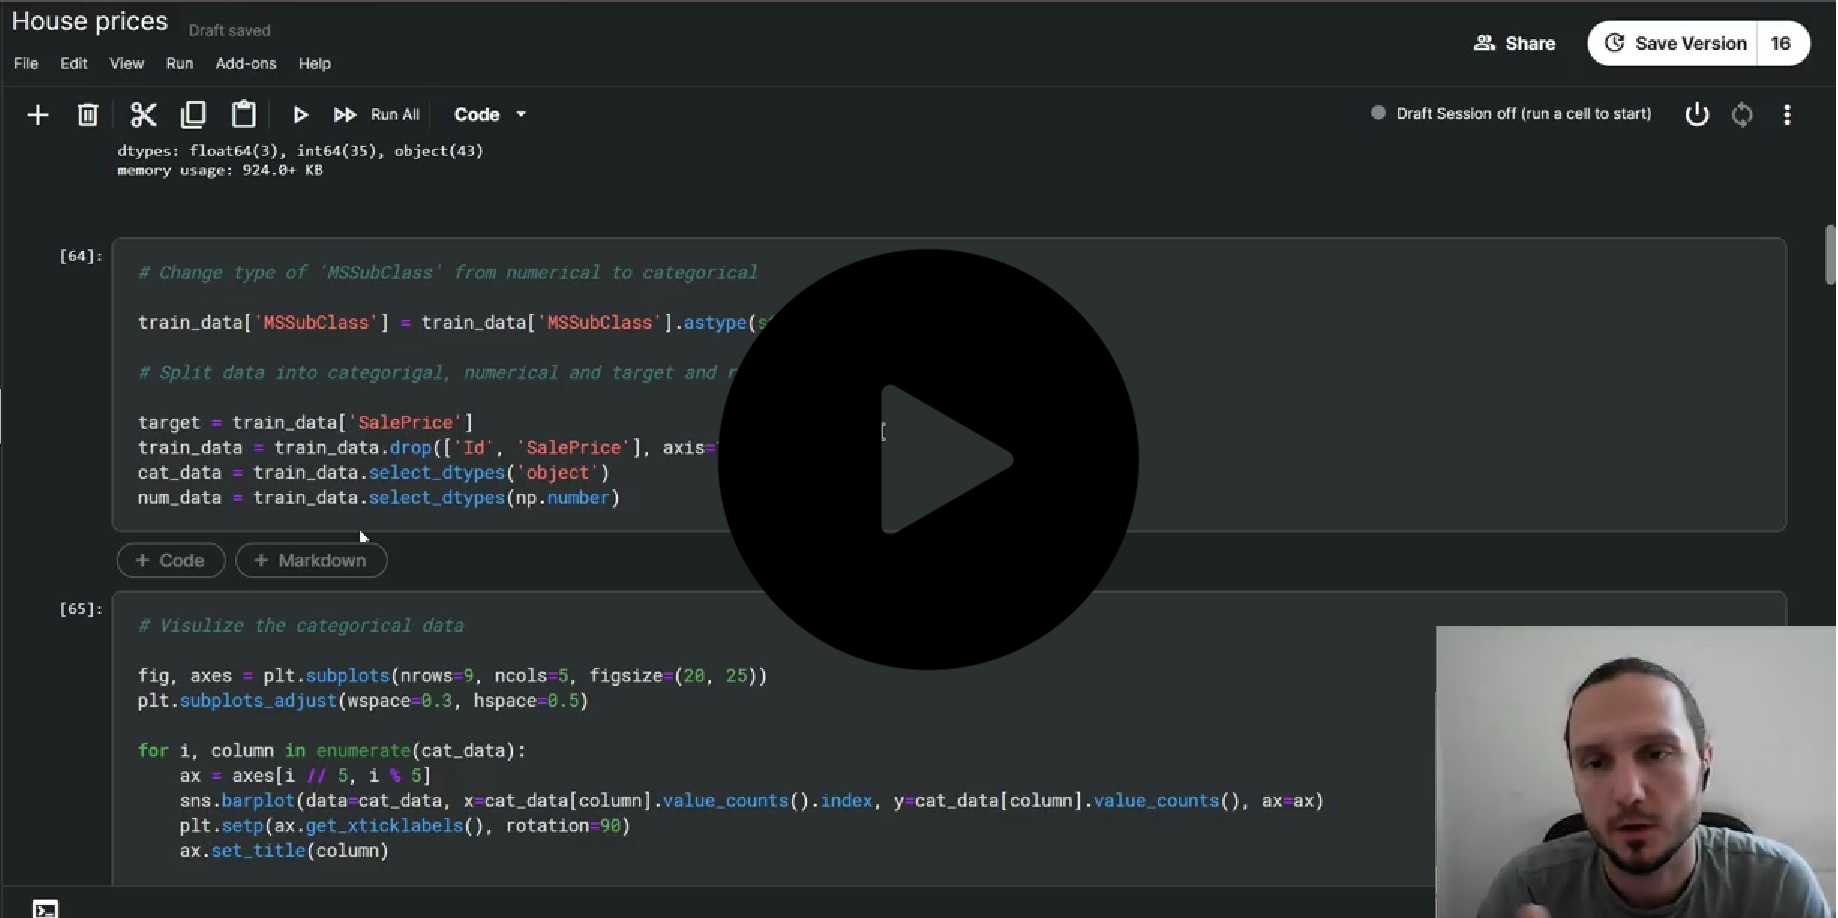 House prices Draft saved
Share Save Version 16
File Edit View Run Add-ons Help
Run All Code Draft Session off (run a cell to start)
dtypes: float64(3), int64(35), object(43)
memory usage: 924.0+ KB
[64]:
# Change type of 'MSSubClass' from numerical to categorical
train_data['MSSubClass'] = train_data['MSSubClass'].astype(
# Split data into categorigal, numerical and target and
target = train_data['SalePrice']
train_data = train_data.drop(['Id', 'SalePrice'], axis=
cat_data = train_data.select_dtypes('object')
num_data = train_data.select_dtypes(np.number)
+ Code + Markdown
[65]:
# Visulize the categorical data
fig, axes = plt.subplots(nrows=9, ncols=5, figsize=(20, 25))
plt.subplots_adjust(wspace=0.3, hspace=0.5)
for i, column in enumerate(cat_data):
ax = axes[i // 5, i % 5]
sns.barplot(data=cat_data, x=cat_data[column].value_counts().index, y=cat_data[column].value_counts(), ax=ax)
plt.setp(ax.get_xticklabels(), rotation=90)
ax.set_title(column)